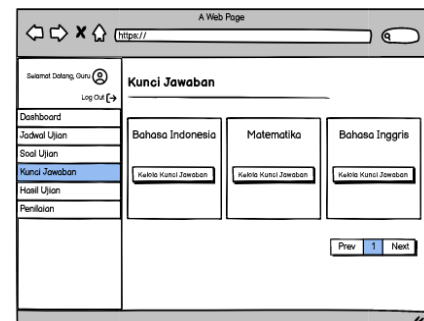 A Web Page
https://
Selamat Datang, Guru
Log Out
Dashboard
Jadwal Ujian
Soal Ujian
Kunci Jawaban
Hasil Ujian
Penilaian
Kunci Jawaban
Bahasa Indonesia
Kelola Kunci Jawaban
Matematika
Kelola Kunci Jawaban
Bahasa Inggris
Kelola Kunci Jawaban
Prev 1 Next